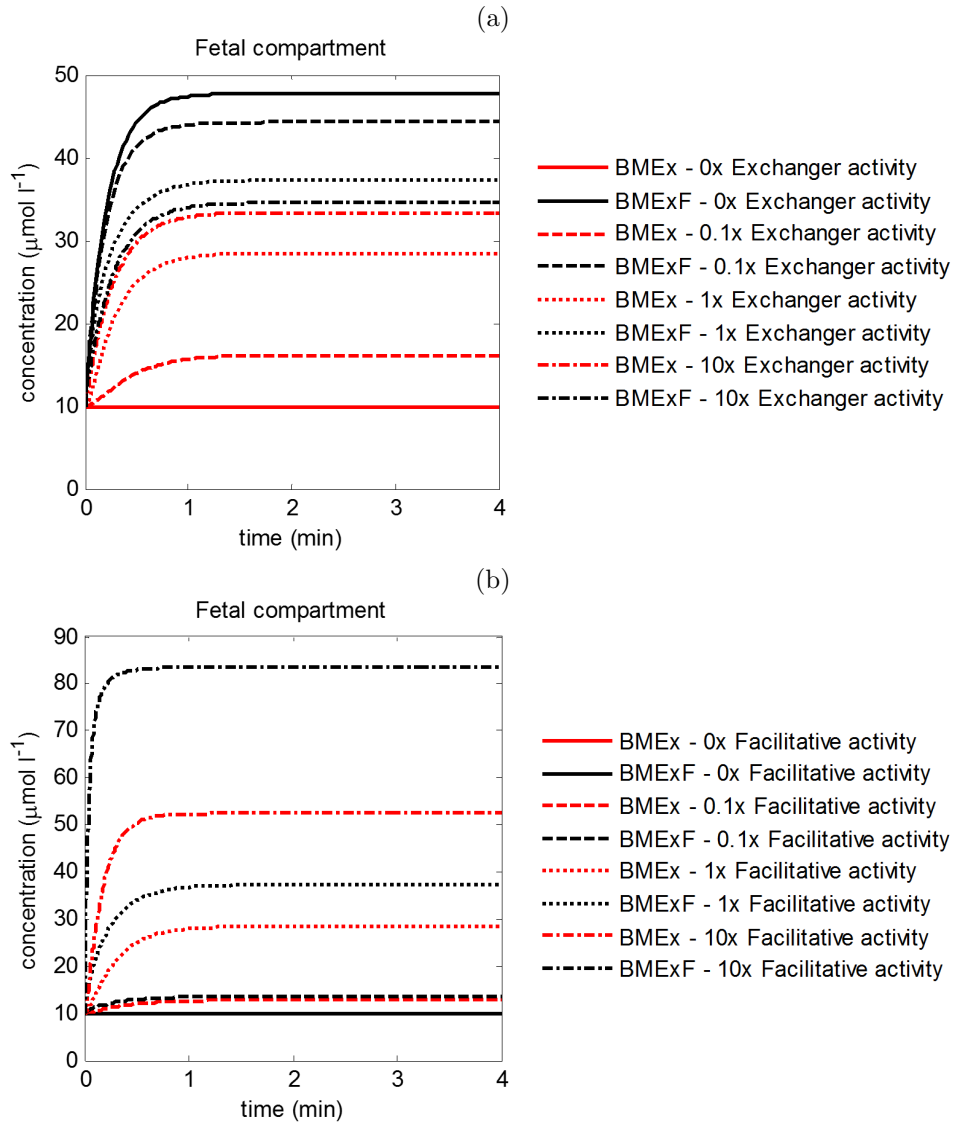 (a)
Fetal compartment
concentration (μmol l⁻¹)
50
40
30
20
10
0
0 1 2 3 4
time (min)
BMEx - 0x Exchanger activity
BMExF - 0x Exchanger activity
BMEx - 0.1x Exchanger activity
BMExF - 0.1x Exchanger activity
BMEx - 1x Exchanger activity
BMExF - 1x Exchanger activity
BMEx - 10x Exchanger activity
BMExF - 10x Exchanger activity
(b)
Fetal compartment
concentration (μmol l⁻¹)
90
80
70
60
50
40
30
20
10
0
0 1 2 3 4
time (min)
BMEx - 0x Facilitative activity
BMExF - 0x Facilitative activity
BMEx - 0.1x Facilitative activity
BMExF - 0.1x Facilitative activity
BMEx - 1x Facilitative activity
BMExF - 1x Facilitative activity
BMEx - 10x Facilitative activity
BMExF - 10x Facilitative activity